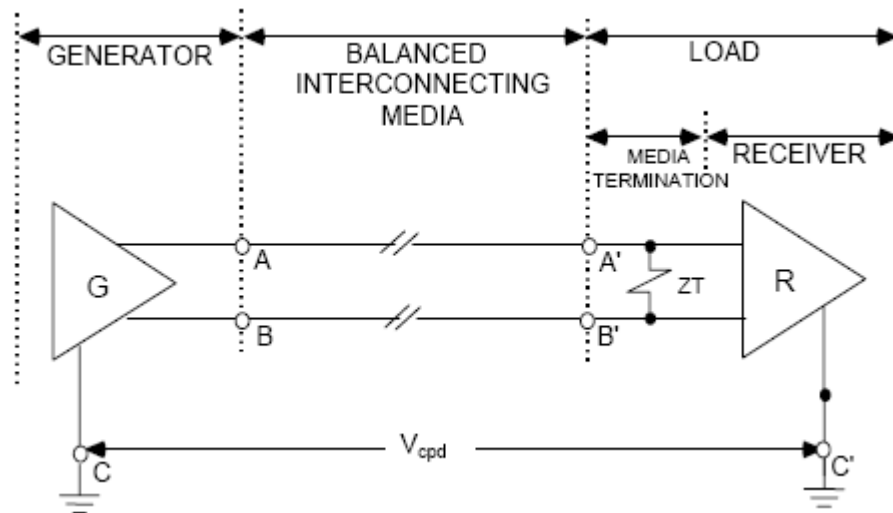 GENERATOR
BALANCED
INTERCONNECTING
MEDIA
LOAD
MEDIA
TERMINATION
RECEIVER
G
A
B
A'
B'
ZT
R
Vcpd
C
C'